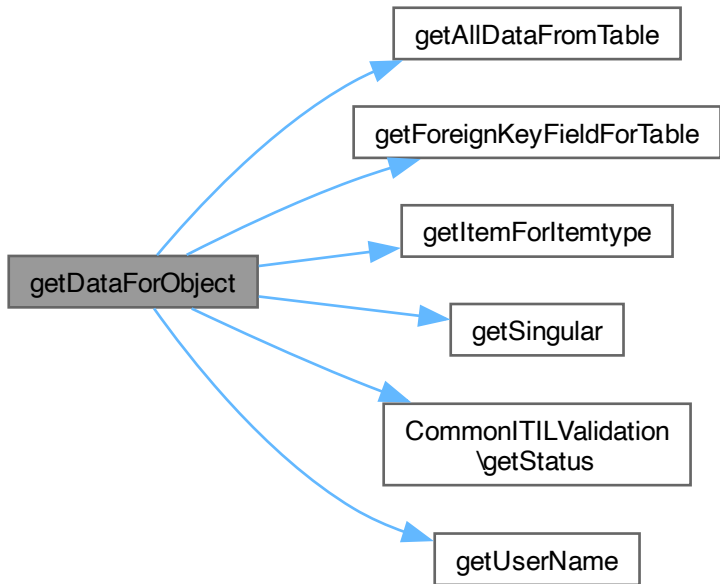 getAllDataFromTable
getForeignKeyFieldForTable
getItemForItemtype
getDataForObject
getSingular
CommonITILValidation
\getStatus
getUserName